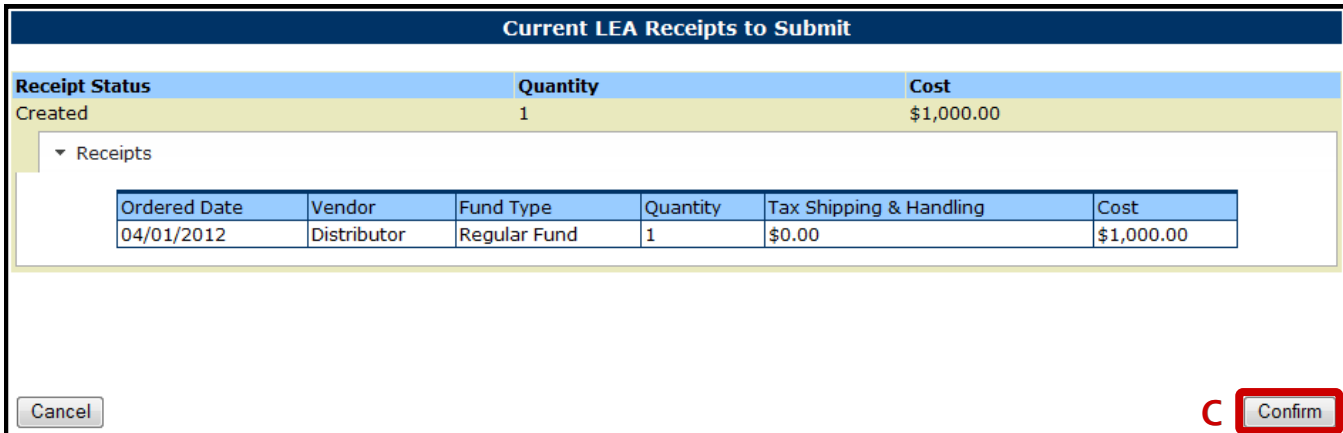 Current LEA Receipts to Submit
Receipt Status Quantity Cost
Created 1 $1,000.00
Receipts
Ordered Date Vendor Fund Type Quantity Tax Shipping & Handling Cost
04/01/2012 Distributor Regular Fund 1 $0.00 $1,000.00
Cancel C Confirm